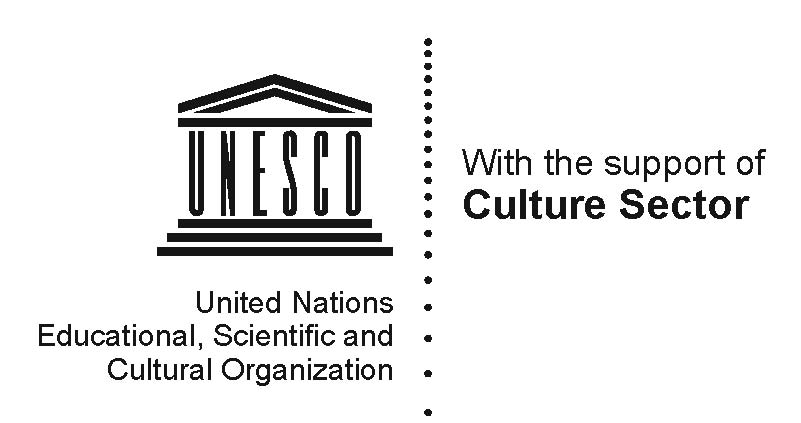 UNESCO
United Nations
Educational, Scientific and
Cultural Organization
With the support of
Culture Sector